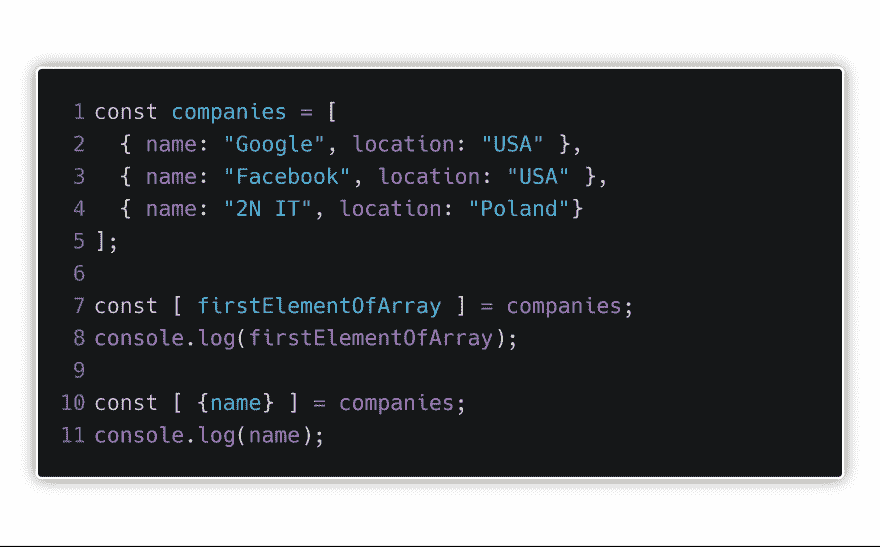 1 const companies = [
2   { name: "Google", location: "USA" },
3   { name: "Facebook", location: "USA" },
4   { name: "2N IT", location: "Poland"}
5 ];
6
7 const [ firstElementOfArray ] = companies;
8 console.log(firstElementOfArray);
9
10 const [ {name} ] = companies;
11 console.log(name);